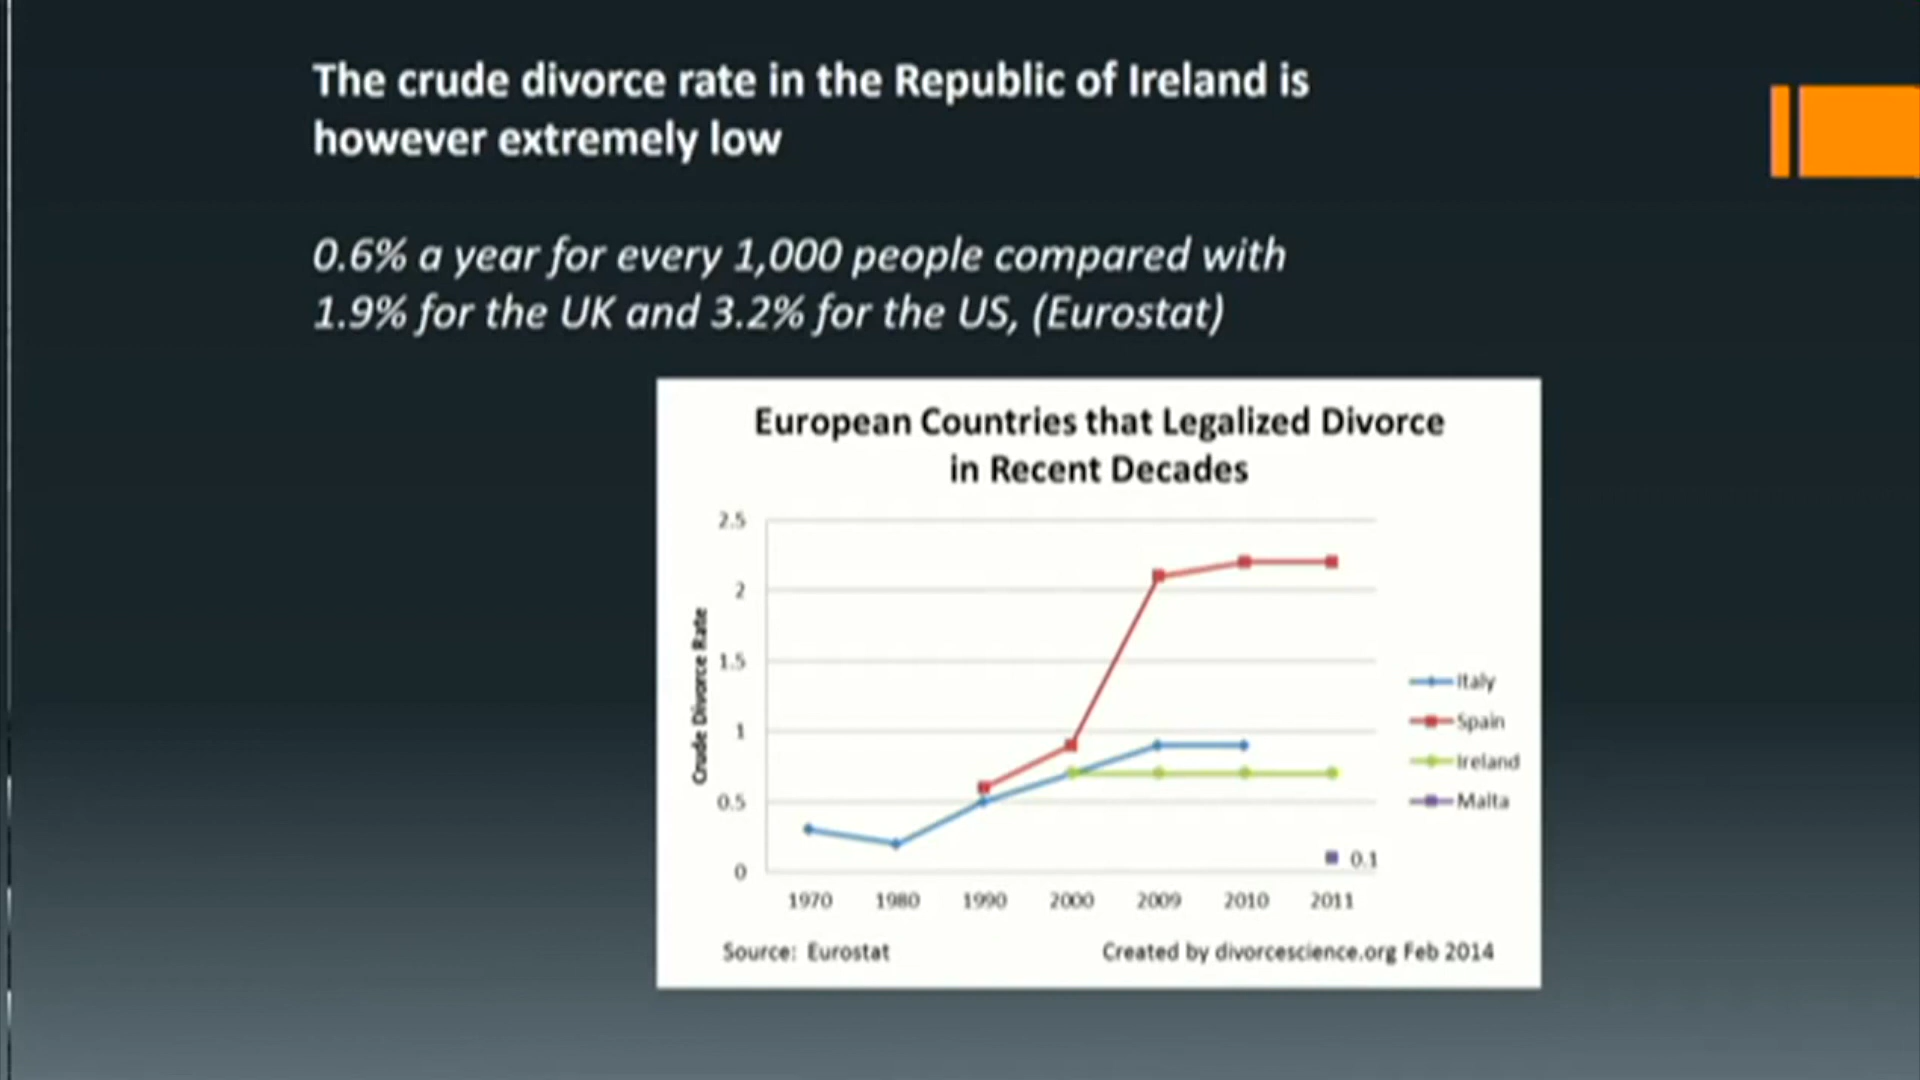 The crude divorce rate in the Republic of Ireland is
however extremely low
0.6% a year for every 1,000 people compared with
1.9% for the UK and 3.2% for the US, (Eurostat)
European Countries that Legalized Divorce
in Recent Decades
Crude Divorce Rate
2.5
2
1.5
1
0.5
0
0.1
1970 1980 1990 2000 2009 2010 2011
Italy
Spain
Ireland
Malta
Source: Eurostat
Created by divorcescience.org Feb 2014